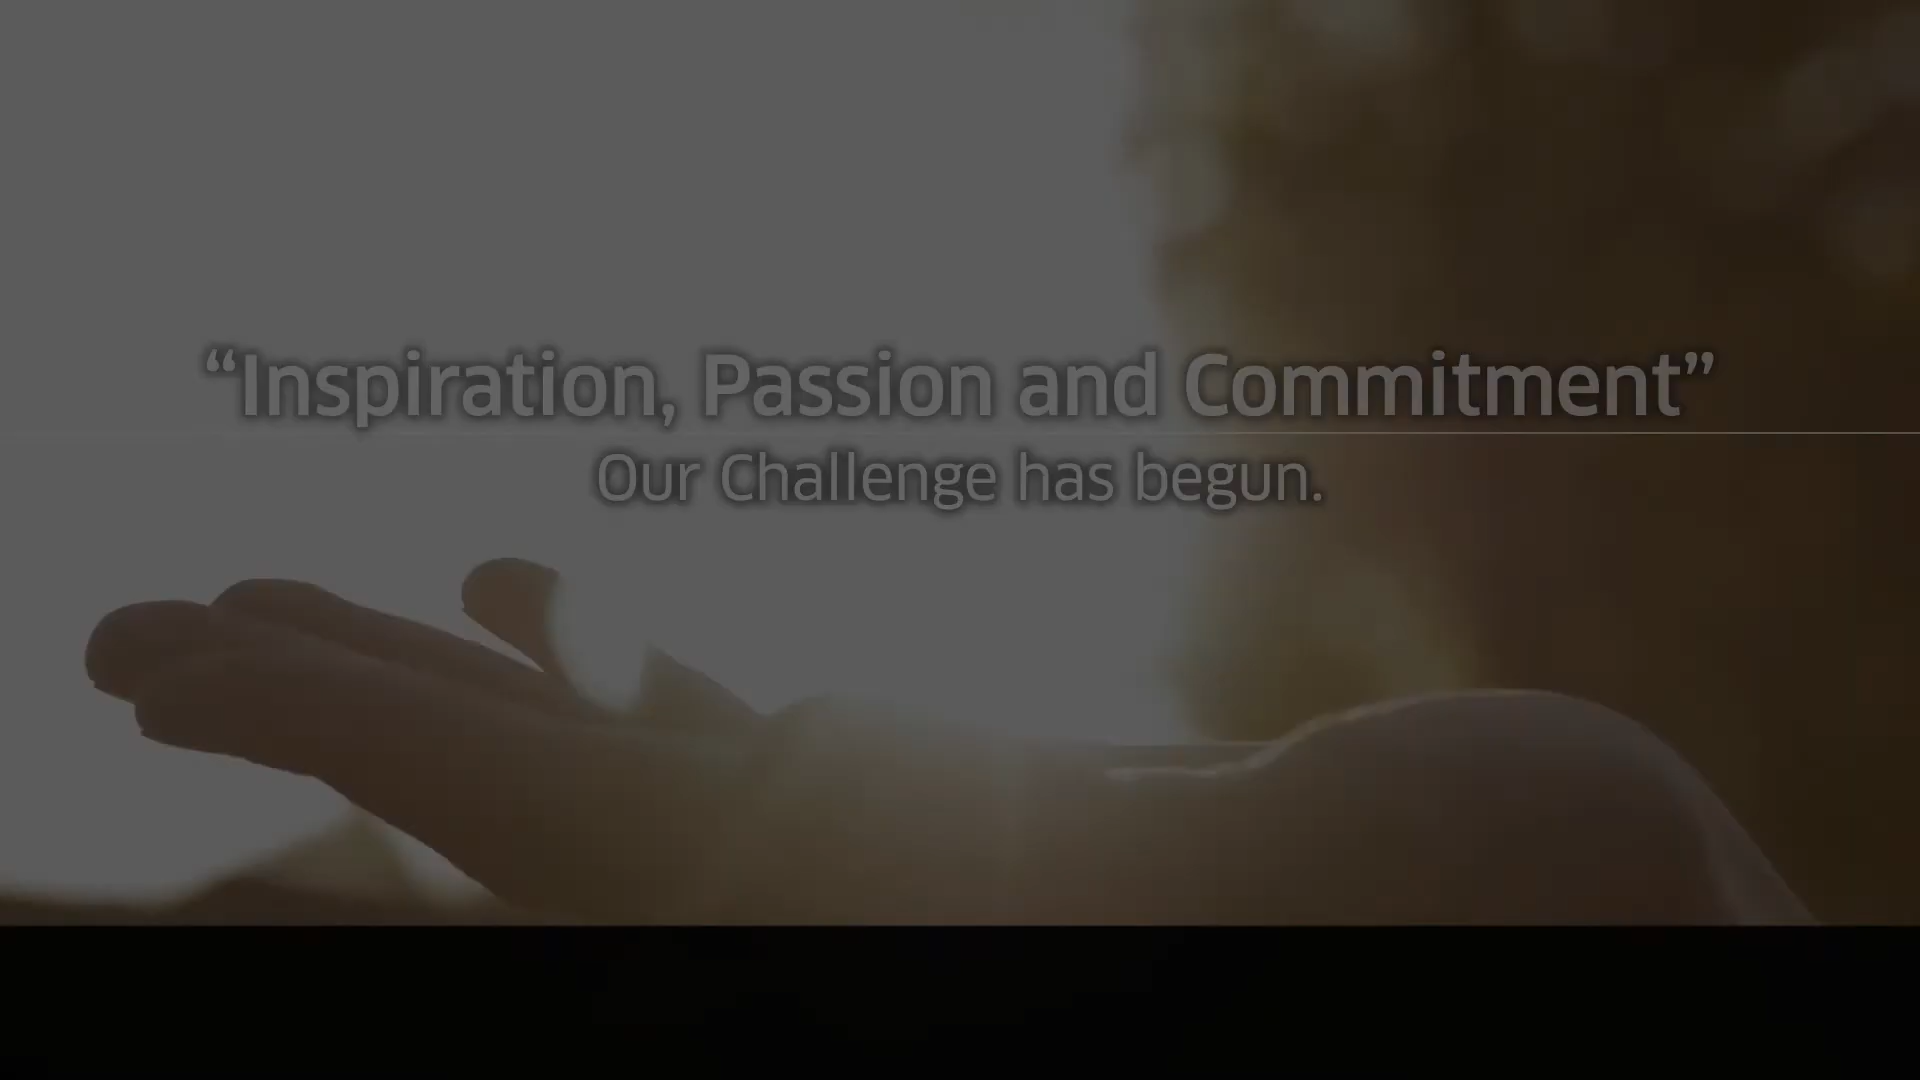 “Inspiration, Passion and Commitment”
Our Challenge has begun.